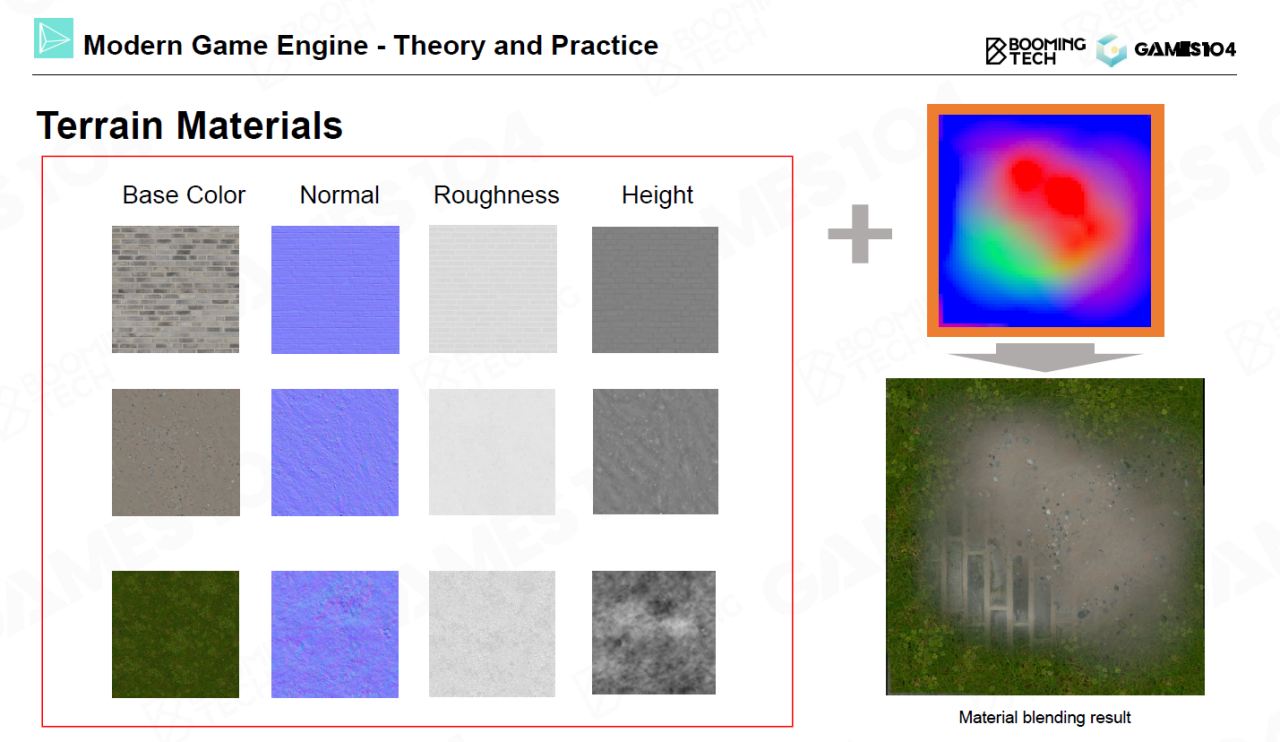 Modern Game Engine - Theory and Practice
BOOMING
TECH
GAMES104
Terrain Materials
Base Color
Normal
Roughness
Height
Material blending result